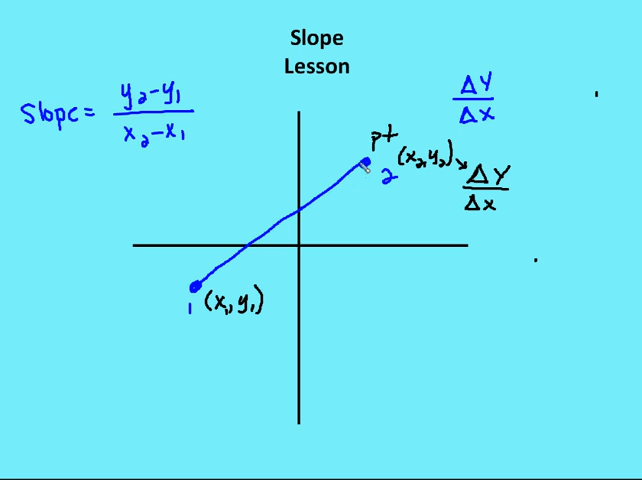 Slope
Lesson
Slope = y₂-y₁
x₂-x₁
ΔY
ΔX
pt
(x₂,y₂)
2
ΔY
Δx
1 (x₁,y₁)